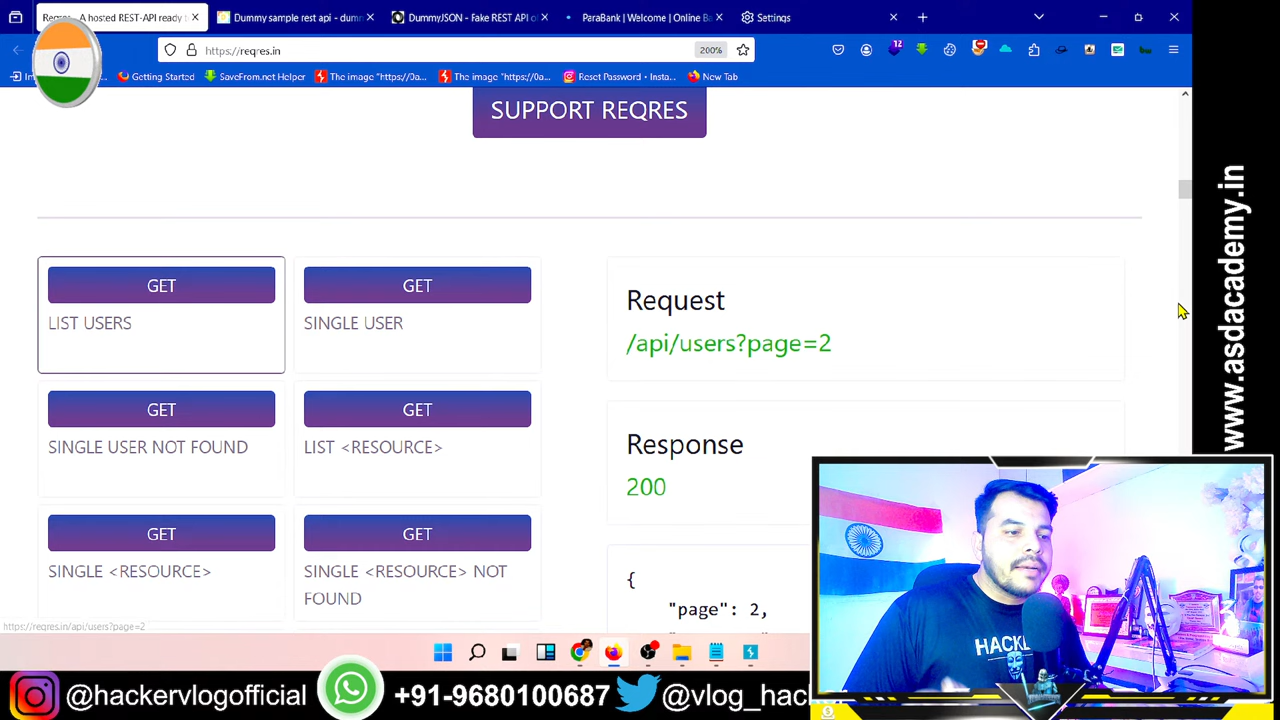 Reqres - A hosted REST-API ready t
Dummy sample rest api - dumm
DummyJSON - Fake REST API of
ParaBank | Welcome | Online Ba
Settings
https://reqres.in
200%
12
Getting Started
SaveFrom.net Helper
The image "https://0a...
The image "https://0a...
Reset Password • Insta...
New Tab
SUPPORT REQRES
GET
LIST USERS
GET
SINGLE USER
GET
SINGLE USER NOT FOUND
GET
LIST <RESOURCE>
GET
SINGLE <RESOURCE>
GET
SINGLE <RESOURCE> NOT
FOUND
Request
/api/users?page=2
Response
200
{
"page": 2,
https://reqres.in/api/users?page=2
www.asdacademy.in
@hackervlogofficial
+91-9680100687
@vlog_hac